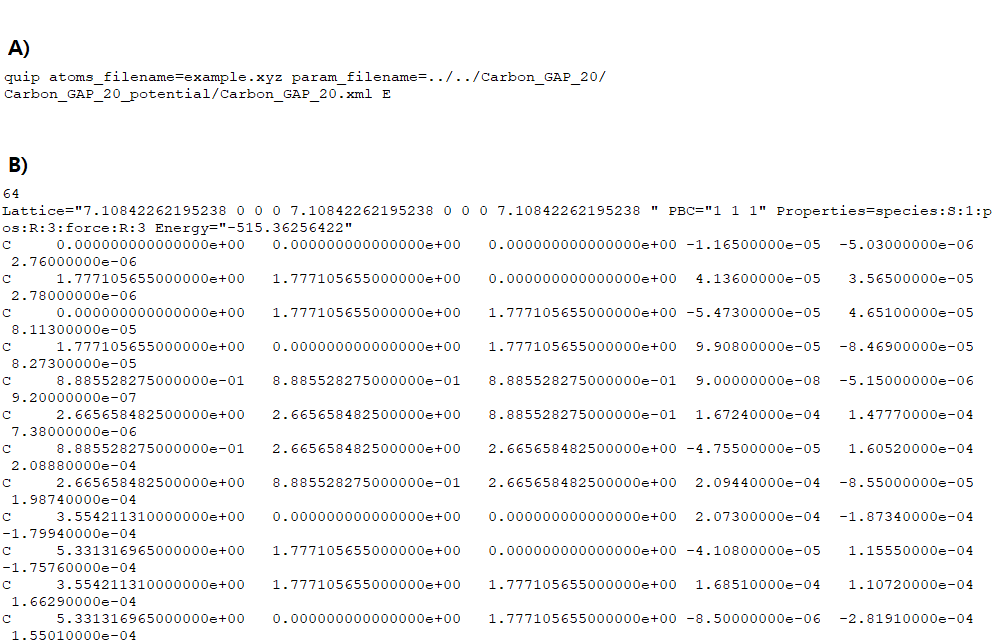 A)
quip atoms_filename=example.xyz param_filename=../../Carbon_GAP_20/
Carbon_GAP_20_potential/Carbon_GAP_20.xml E
B)
64
Lattice="7.10842262195238 0 0 0 7.10842262195238 0 0 0 7.10842262195238 " PBC="1 1 1" Properties=species:S:1:p
os:R:3:force:R:3 Energy="-515.36256422"
C 0.000000000000000e+00 0.000000000000000e+00 0.000000000000000e+00 -1.16500000e-05 -5.03000000e-06
2.76000000e-06
C 1.777105655000000e+00 1.777105655000000e+00 0.000000000000000e+00 4.13600000e-05 3.56500000e-05
2.78000000e-06
C 0.000000000000000e+00 1.777105655000000e+00 1.777105655000000e+00 -5.47300000e-05 4.65100000e-05
8.11300000e-05
C 1.777105655000000e+00 0.000000000000000e+00 1.777105655000000e+00 9.90800000e-05 -8.46900000e-05
8.27300000e-05
C 8.885528275000000e-01 8.885528275000000e-01 8.885528275000000e-01 9.00000000e-08 -5.15000000e-06
9.20000000e-07
C 2.665658482500000e+00 2.665658482500000e+00 8.885528275000000e-01 1.67240000e-04 1.47770000e-04
7.38000000e-06
C 8.885528275000000e-01 2.665658482500000e+00 2.665658482500000e+00 -4.75500000e-05 1.60520000e-04
2.08880000e-04
C 2.665658482500000e+00 8.885528275000000e-01 2.665658482500000e+00 2.09440000e-04 -8.55000000e-05
1.98740000e-04
C 3.554211310000000e+00 0.000000000000000e+00 0.000000000000000e+00 2.07300000e-04 -1.87340000e-04
-1.79940000e-04
C 5.331316965000000e+00 1.777105655000000e+00 0.000000000000000e+00 -4.10800000e-05 1.15550000e-04
-1.75760000e-04
C 3.554211310000000e+00 1.777105655000000e+00 1.777105655000000e+00 1.68510000e-04 1.10720000e-04
1.66290000e-04
C 5.331316965000000e+00 0.000000000000000e+00 1.777105655000000e+00 -8.50000000e-06 -2.81910000e-04
1.55010000e-04